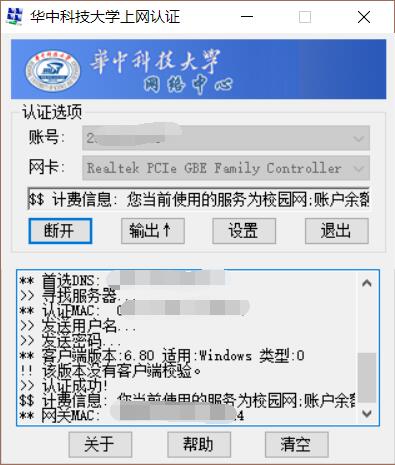 华中科技大学上网认证
华中科技大学
网络中心
认证选项
账号: 2
网卡: Realtek PCIe GBE Family Controller
$$ 计费信息: 您当前使用的服务为校园网;账户余额
断开 输出↑ 设置 退出
** 首选DNS:
>> 寻找服务器...
** 认证MAC:
>> 发送用户名...
>> 发送密码...
** 客户端版本:6.80 适用:Windows 类型:0
!! 该版本没有客户端校验。
>> 认证成功!
$$ 计费信息: 您当前使用的服务为校园网;账户余额
** 网关MAC: 4
关于 帮助 清空